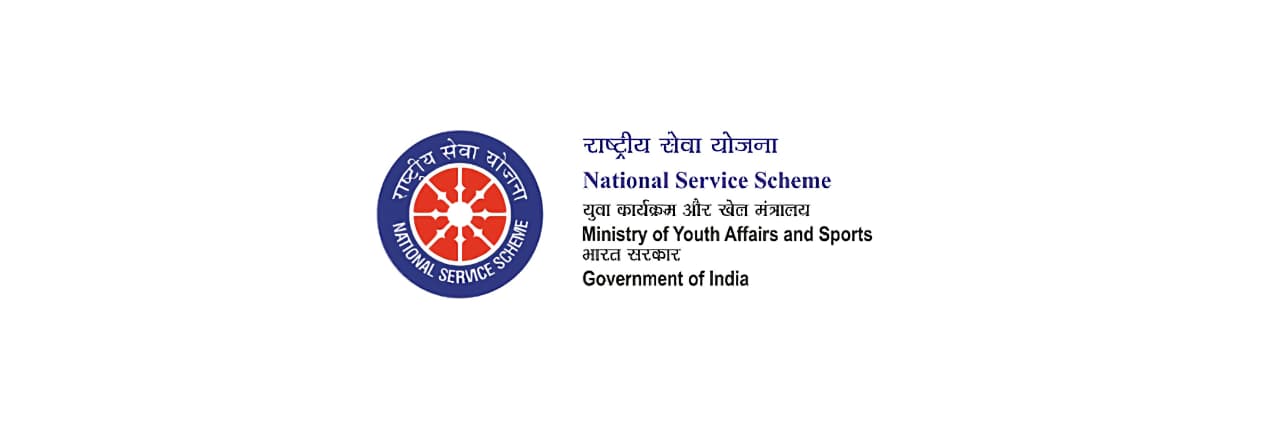 राष्ट्रीय सेवा योजना
NATIONAL SERVICE SCHEME
राष्ट्रीय सेवा योजना
National Service Scheme
युवा कार्यक्रम और खेल मंत्रालय
Ministry of Youth Affairs and Sports
भारत सरकार
Government of India